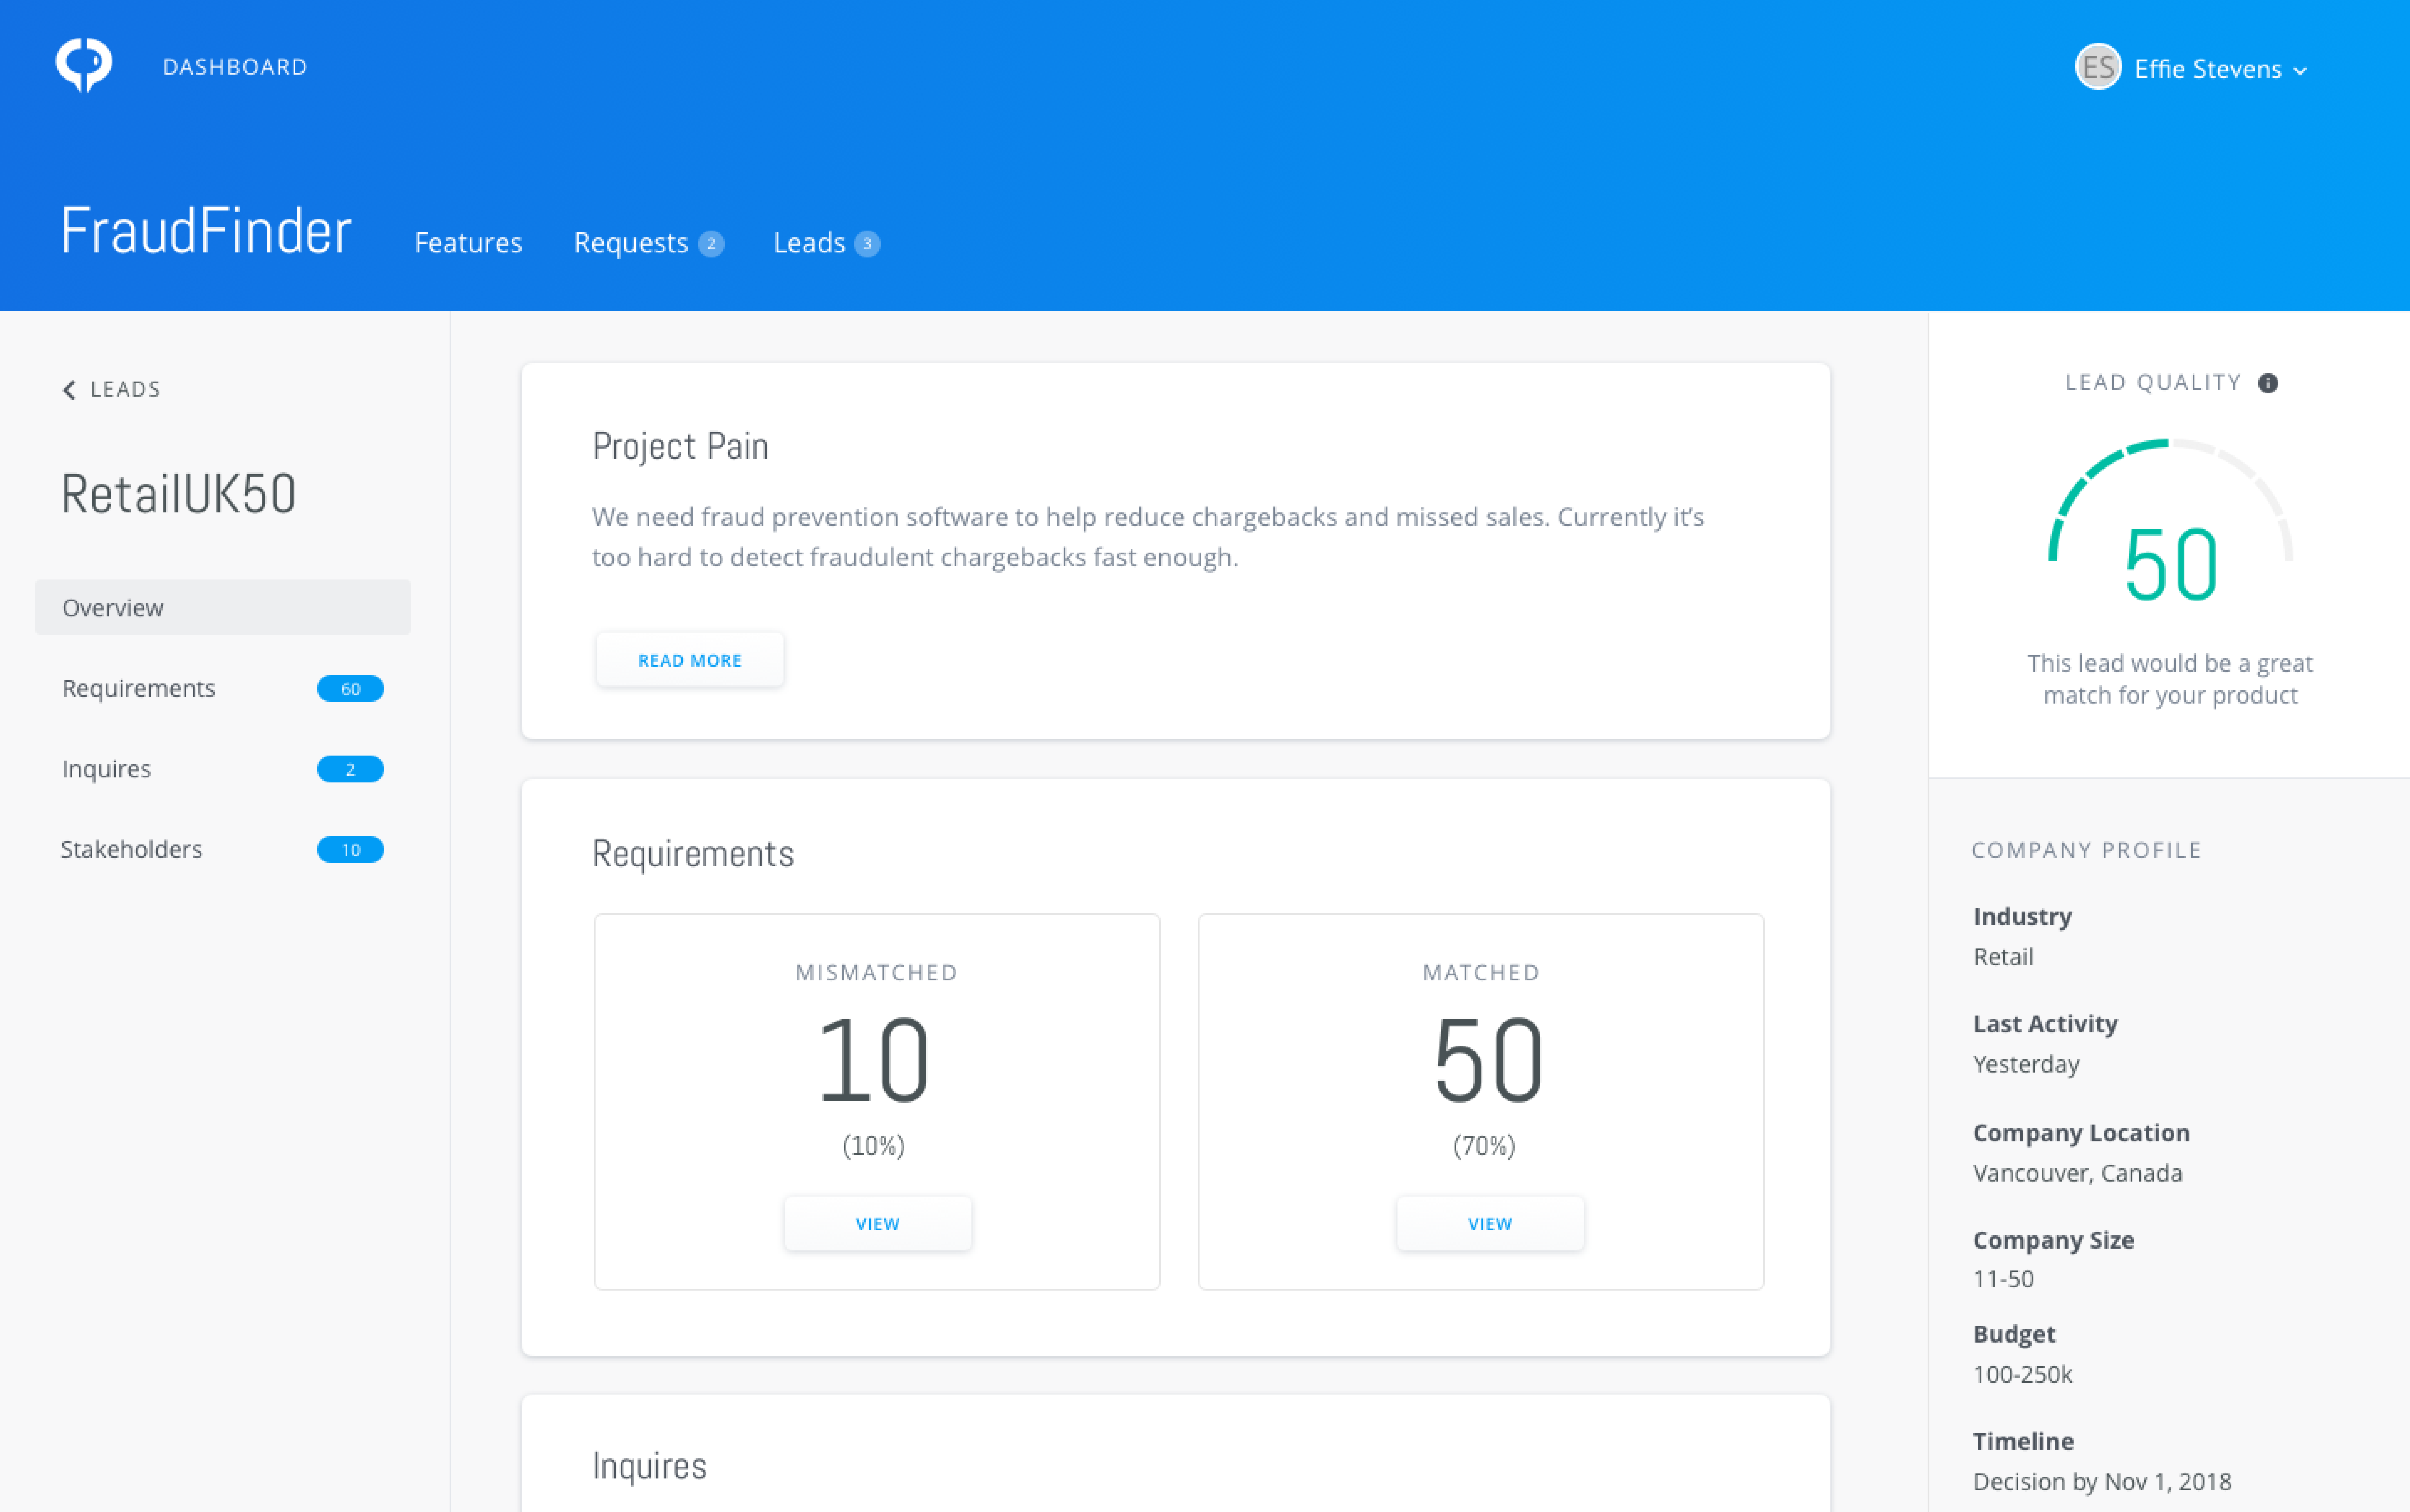 DASHBOARD
ES Effie Stevens
FraudFinder
Features
Requests 2
Leads 3
LEADS
RetailUK50
Overview
Requirements 60
Inquires 2
Stakeholders 10
Project Pain
We need fraud prevention software to help reduce chargebacks and missed sales. Currently it's
too hard to detect fraudulent chargebacks fast enough.
READ MORE
Requirements
MISMATCHED
10
(10%)
VIEW
MATCHED
50
(70%)
VIEW
Inquires
LEAD QUALITY i
50
This lead would be a great
match for your product
COMPANY PROFILE
Industry
Retail
Last Activity
Yesterday
Company Location
Vancouver, Canada
Company Size
11-50
Budget
100-250k
Timeline
Decision by Nov 1, 2018